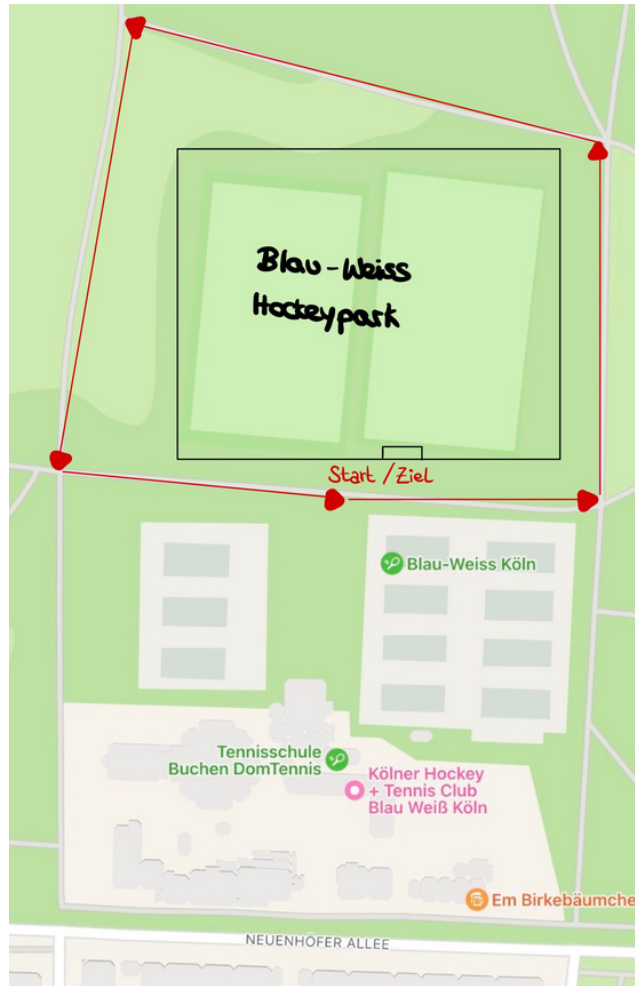 Blau-Weiss
Hockeypark
Start/Ziel
Blau-Weiss Köln
Tennisschule
Buchen DomTennis
Kölner Hockey
+ Tennis Club
Blau Weiß Köln
Em Birkebäumche
NEUENHÖFER ALLEE